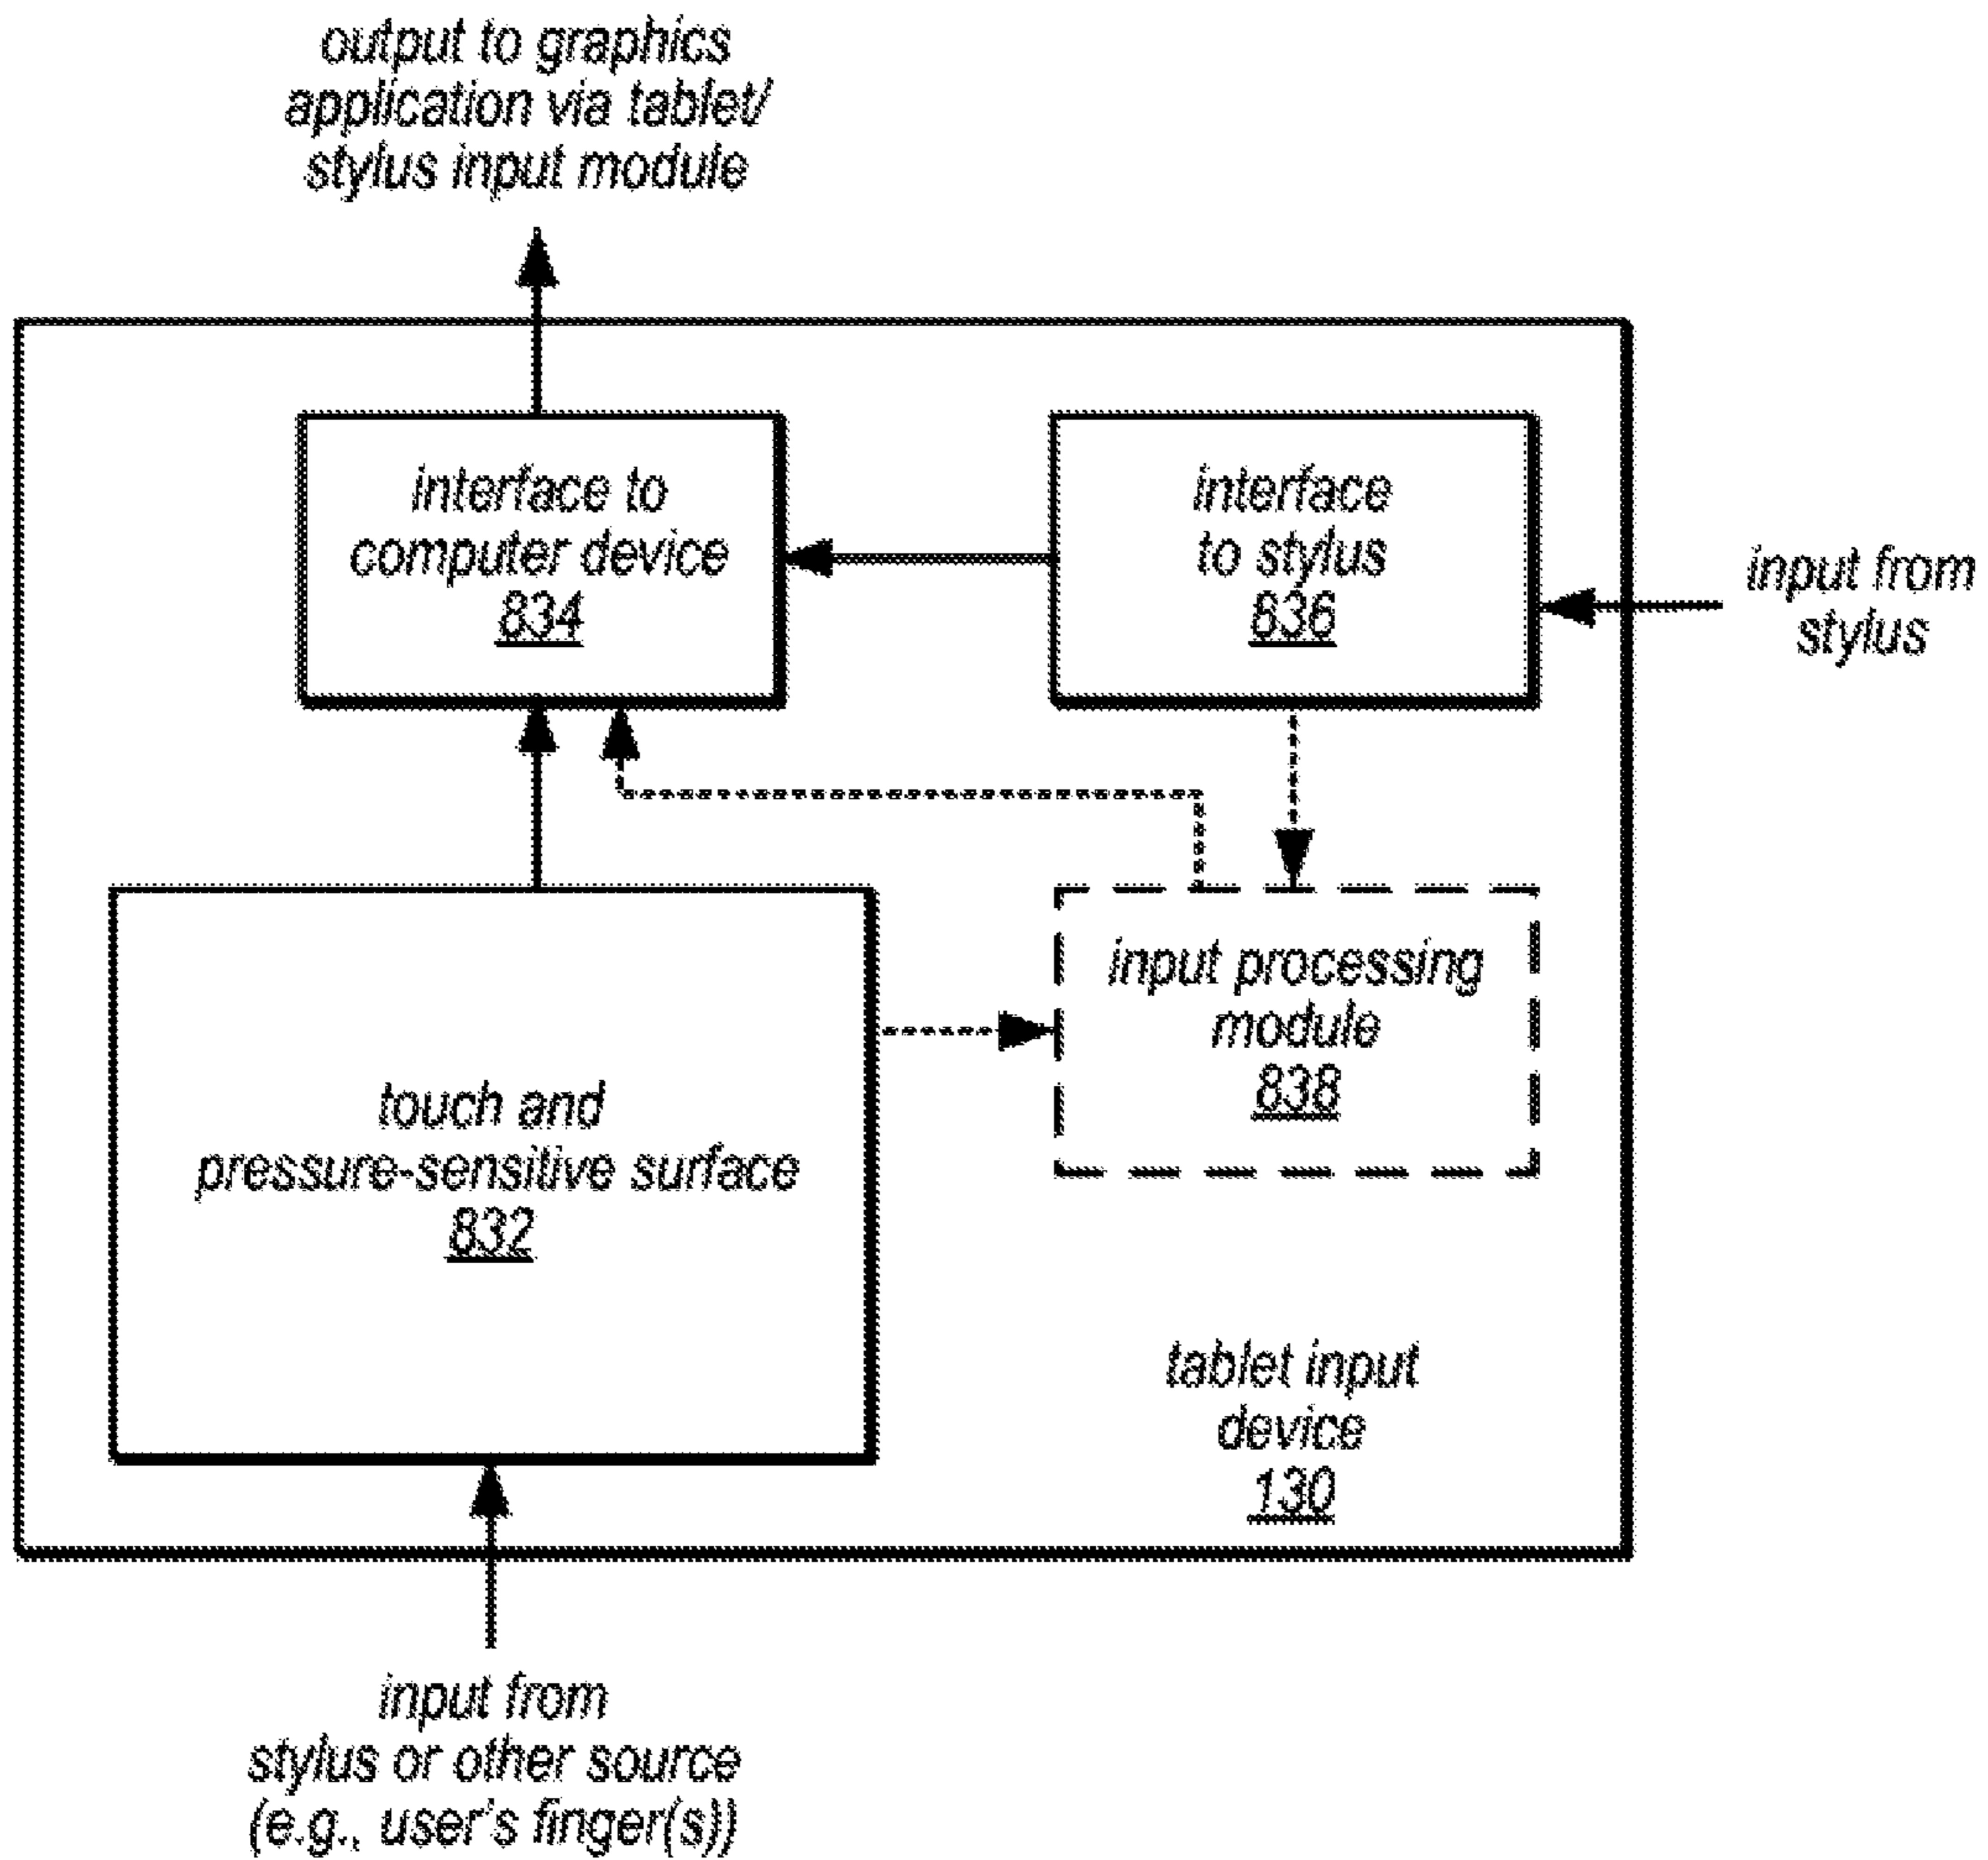 output to graphics
application via tablet/
stylus input module
interface to
computer device
834
interface
to stylus
836
input from
stylus
input processing
module
838
touch and
pressure-sensitive surface
832
tablet input
device
130
input from
stylus or other source
(e.g., user's finger(s))